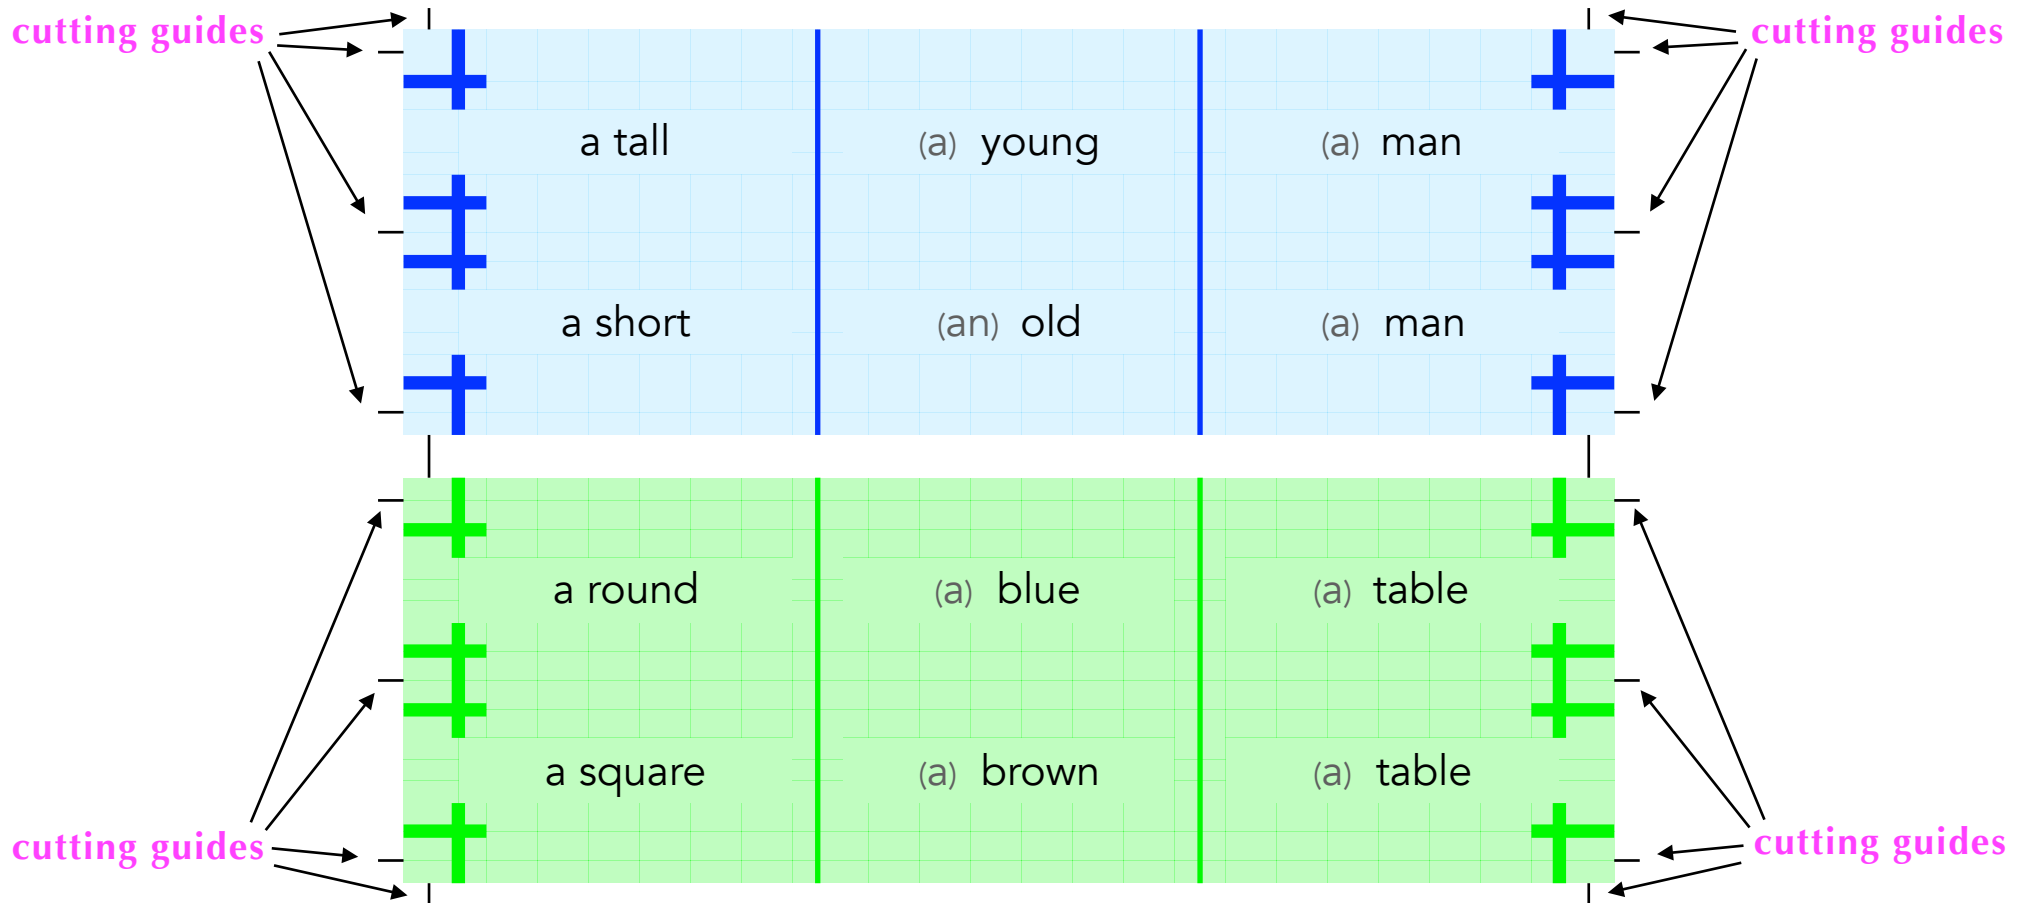 cutting guides cutting guides
a tall (a) young (a) man
a short (an) old (a) man
a round (a) blue (a) table
a square (a) brown (a) table
cutting guides cutting guides